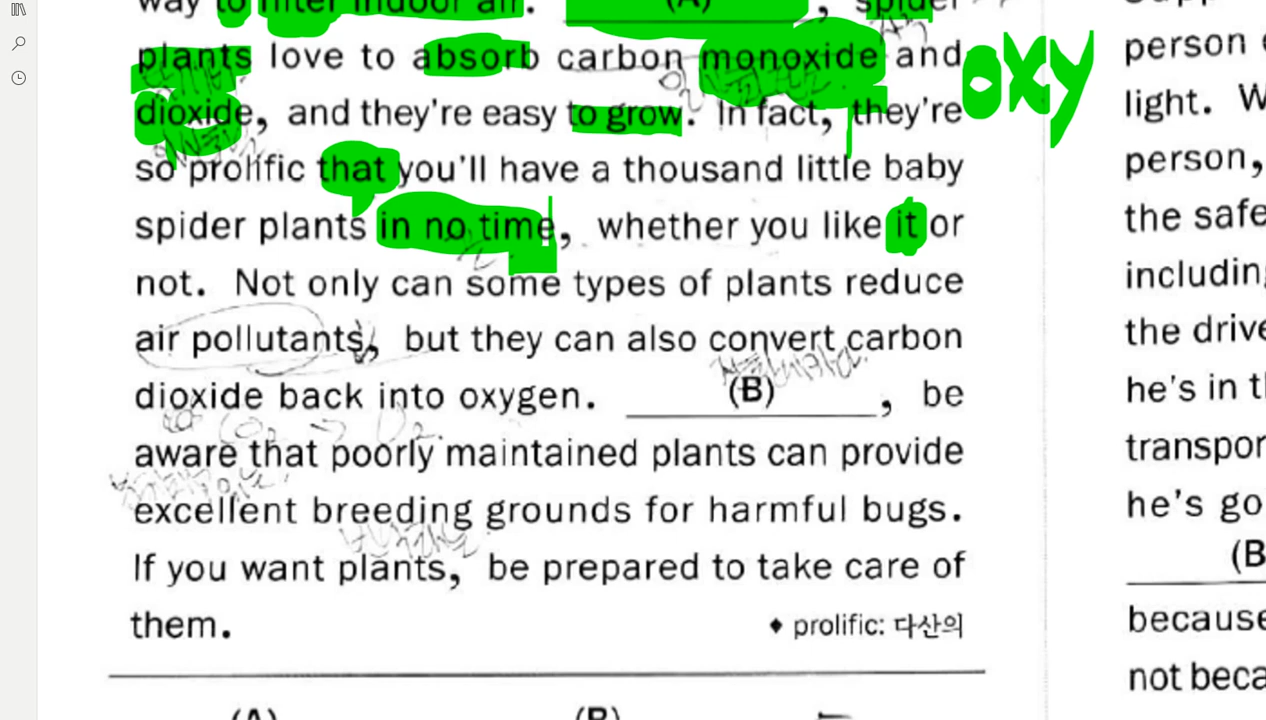 way to filter indoor air. (A), spider
plants love to absorb carbon monoxide and
oxy
dioxide, and they're easy to grow. In fact, they're
so prolific that you'll have a thousand little baby
spider plants in no time, whether you like it or
not. Not only can some types of plants reduce
air pollutants, but they can also convert carbon
dioxide back into oxygen. (B), be
aware that poorly maintained plants can provide
excellent breeding grounds for harmful bugs.
If you want plants, be prepared to take care of
them.
♦ prolific: 다산의
(A) (B)
person
light. W
person,
the safe
including
the drive
he's in t
transpor
he's go
(B
because
not beca